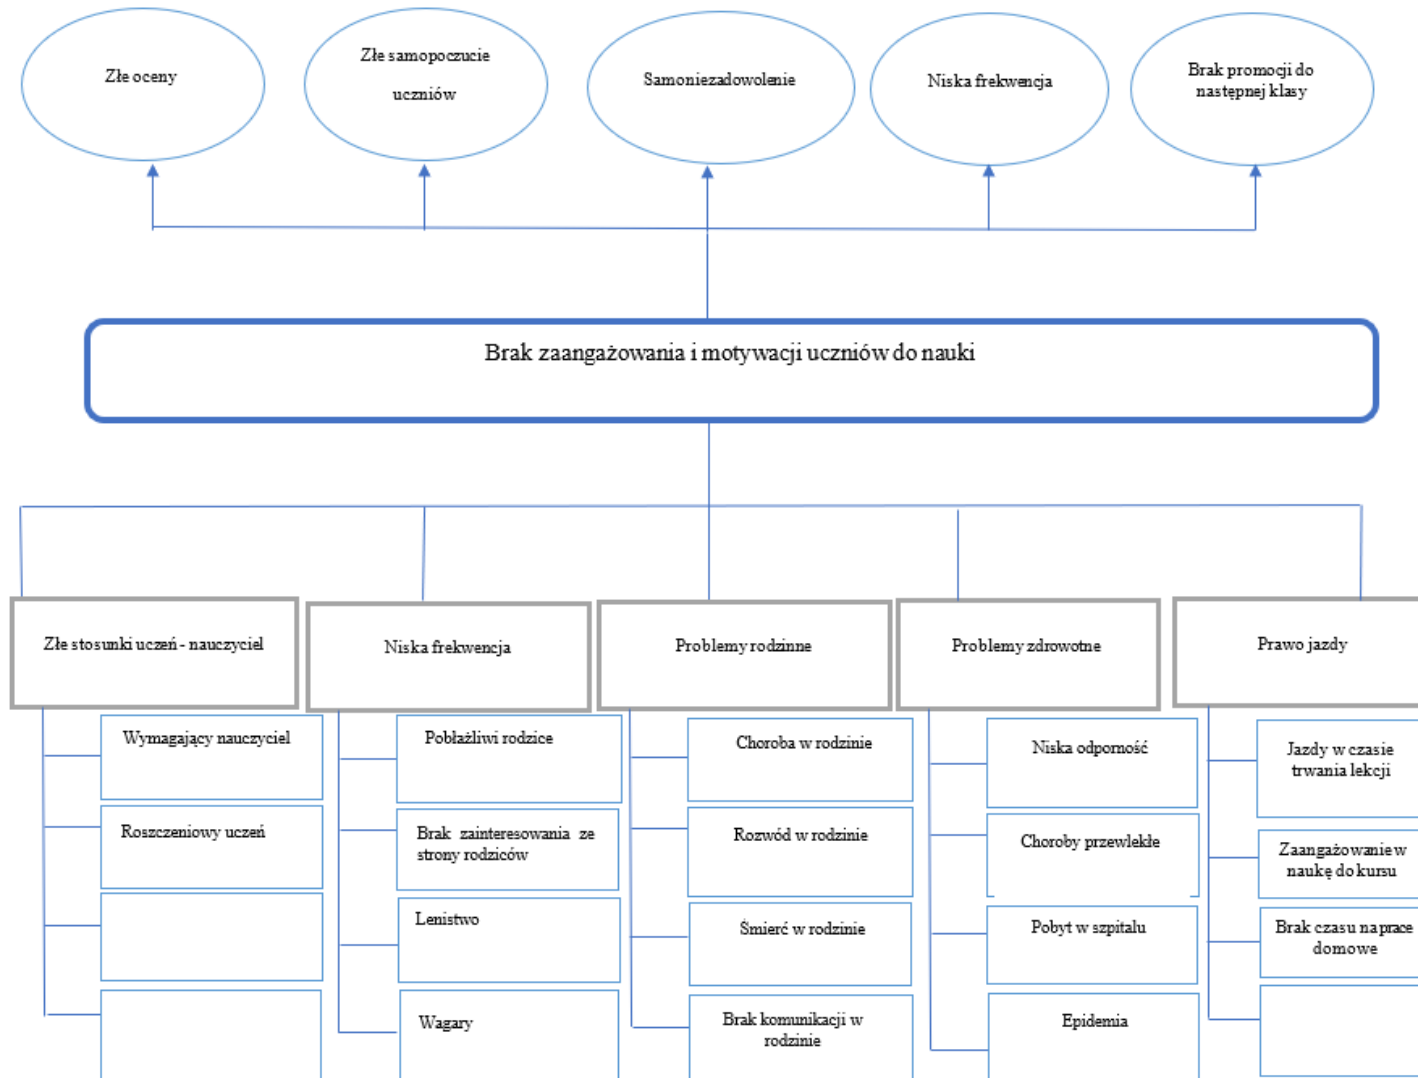 Złe oceny
Złe samopoczucie
uczniów
Samoniezadowolenie
Niska frekwencja
Brak promocji do
następnej klasy
Brak zaangażowania i motywacji uczniów do nauki
Złe stosunki uczeń - nauczyciel
Niska frekwencja
Problemy rodzinne
Problemy zdrowotne
Prawo jazdy
Wymagający nauczyciel
Roszczeniowy uczeń
Pobłażliwi rodzice
Brak zainteresowania ze
strony rodziców
Lenistwo
Wagary
Choroba w rodzinie
Rozwód w rodzinie
Śmierć w rodzinie
Brak komunikacji w
rodzinie
Niska odporność
Choroby przewlekłe
Pobyt w szpitalu
Epidemia
Jazdy w czasie
trwania lekcji
Zaangażowanie w
naukę do kursu
Brak czasu na prace
domowe